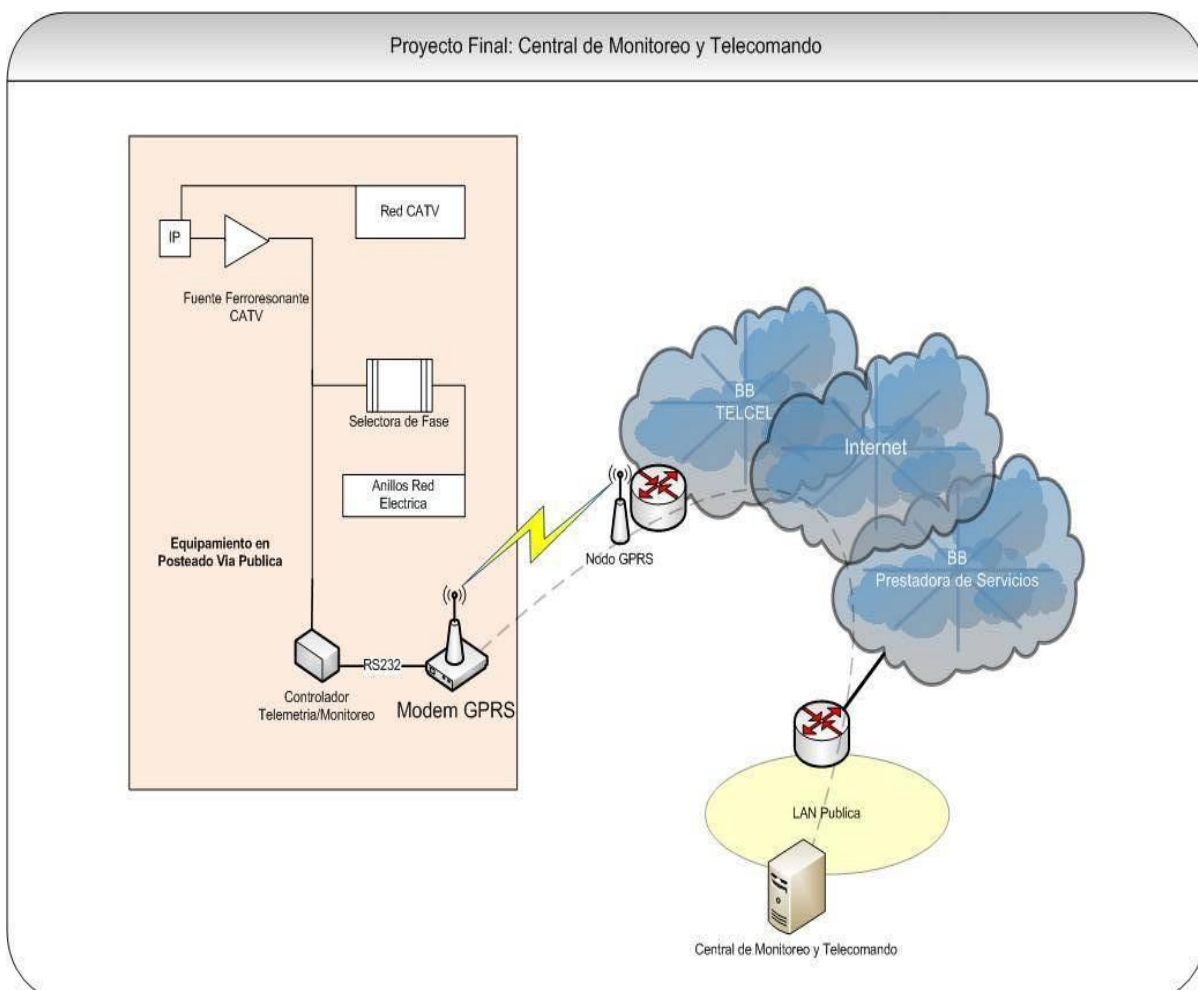 Proyecto Final: Central de Monitoreo y Telecomando
Red CATV
IP
Fuente Ferroresonante
CATV
Selectora de Fase
Anillos Red
Electrica
Equipamiento en
Posteado Via Publica
RS232
Controlador
Telemetria/Monitoreo
Modem GPRS
Nodo GPRS
BB
TELCEL
Internet
BB
Prestadora de Servicios
LAN Publica
Central de Monitoreo y Telecomando